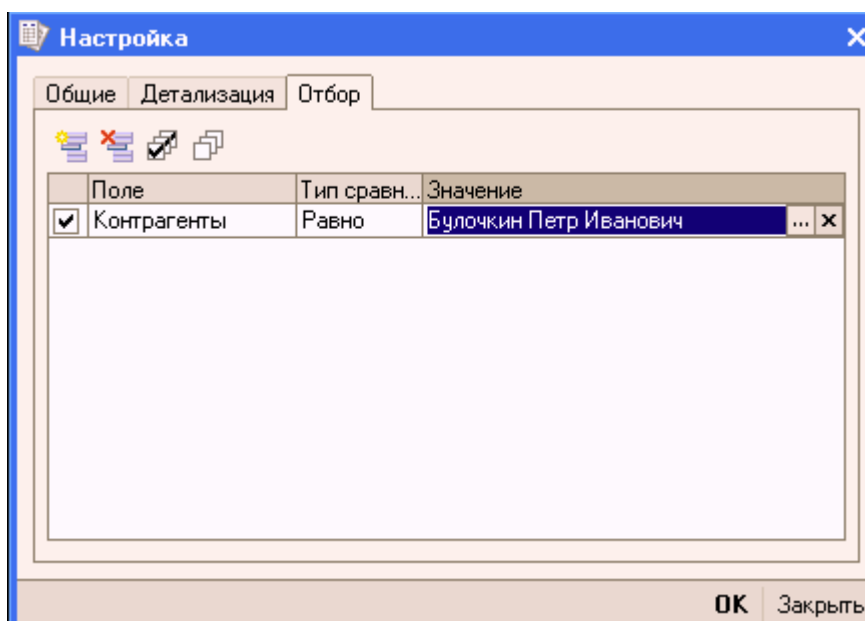 Настройка
Общие Детализация Отбор
Поле Тип сравн... Значение
Контрагенты Равно Булочкин Петр Иванович ...
OK Закрыть